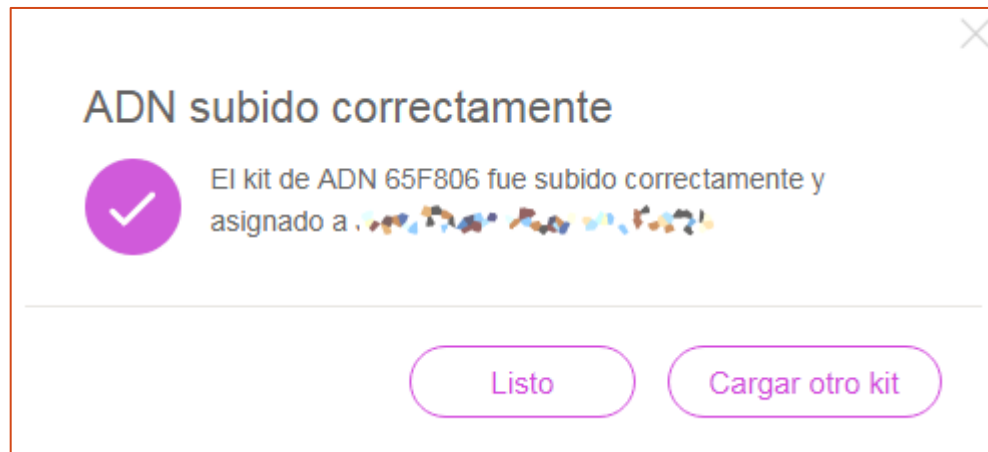 ADN subido correctamente
El kit de ADN 65F806 fue subido correctamente y
asignado a
Listo
Cargar otro kit